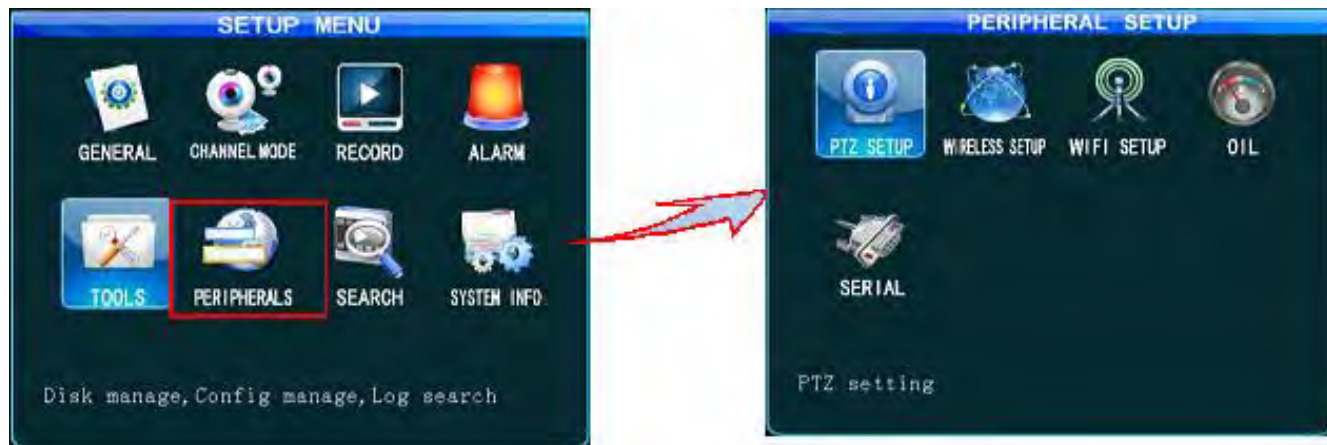 SETUP MENU
GENERAL CHANNEL MODE RECORD ALARM
TOOLS PERIPHERALS SEARCH SYSTEM INFO
Disk manage,Config manage,Log search
PERIPHERAL SETUP
PTZ SETUP WIRELESS SETUP WIFI SETUP OIL
SERIAL
PTZ setting